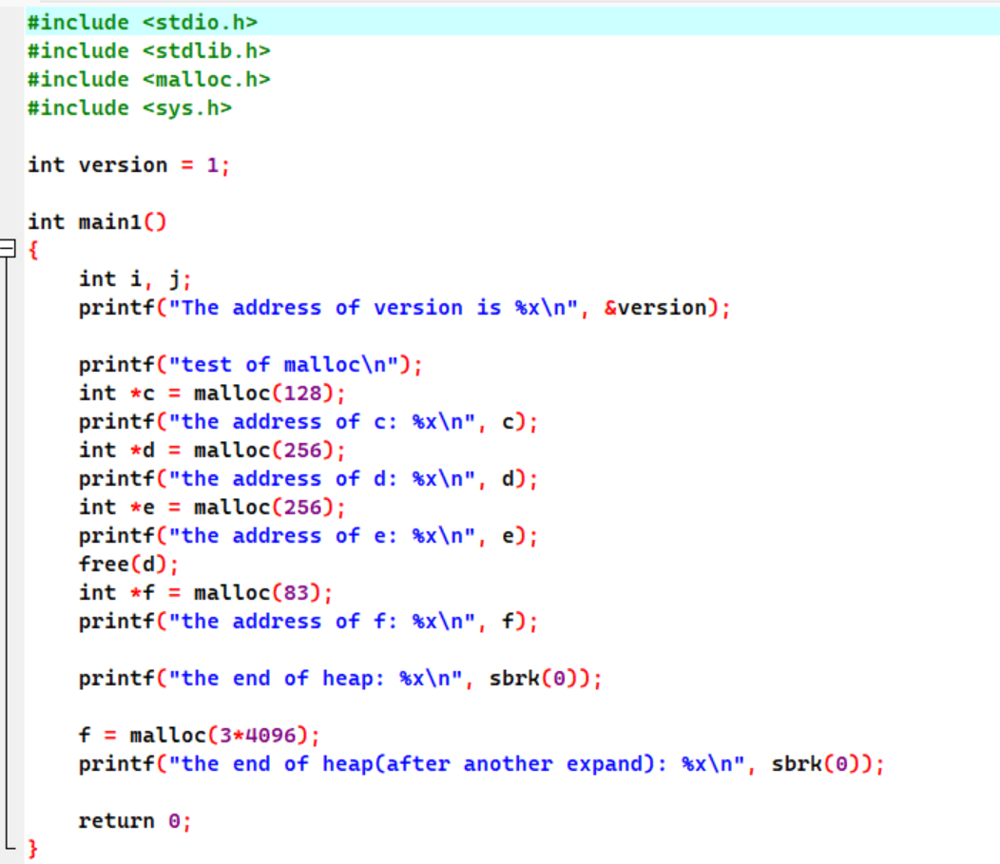 #include <stdio.h>
#include <stdlib.h>
#include <malloc.h>
#include <sys.h>
int version = 1;
int main1()
{
int i, j;
printf("The address of version is %x\n", &version);
printf("test of malloc\n");
int *c = malloc(128);
printf("the address of c: %x\n", c);
int *d = malloc(256);
printf("the address of d: %x\n", d);
int *e = malloc(256);
printf("the address of e: %x\n", e);
free(d);
int *f = malloc(83);
printf("the address of f: %x\n", f);
printf("the end of heap: %x\n", sbrk(0));
f = malloc(3*4096);
printf("the end of heap(after another expand): %x\n", sbrk(0));
return 0;
}